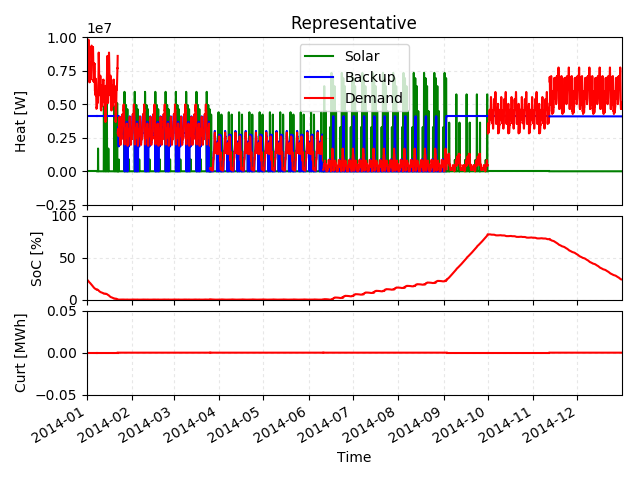 Representative
1e7
1.00
0.75
0.50
0.25
0.00
−0.25
Heat [W]
Solar
Backup
Demand
100
50
0
SoC [%]
0.05
0.00
−0.05
Curt [MWh]
2014-01
2014-02
2014-03
2014-04
2014-05
2014-06
2014-07
2014-08
2014-09
2014-10
2014-11
2014-12
Time